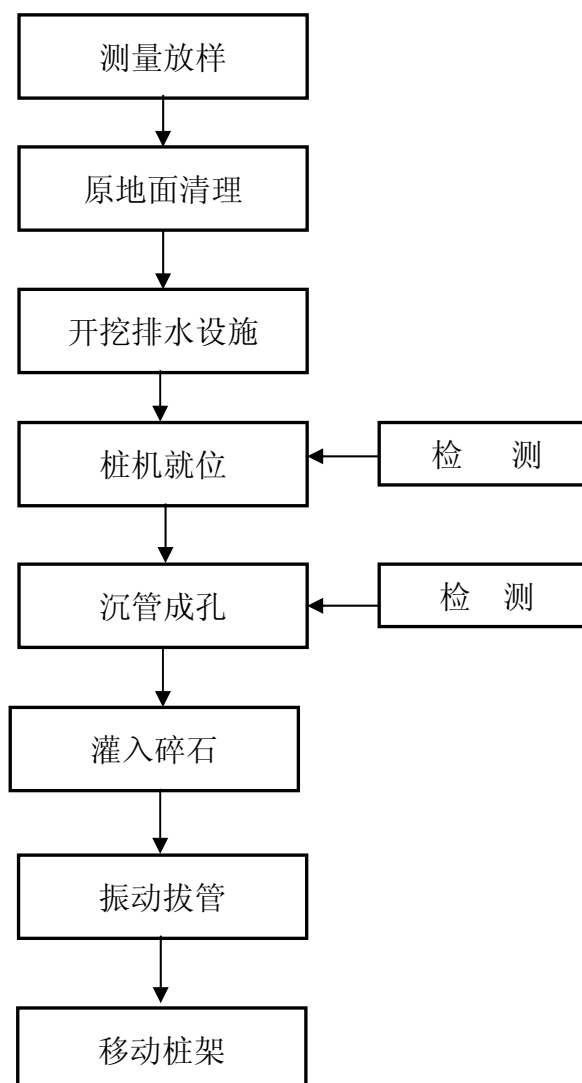 测量放样
原地面清理
开挖排水设施
桩机就位
检 测
沉管成孔
检 测
灌入碎石
振动拔管
移动桩架